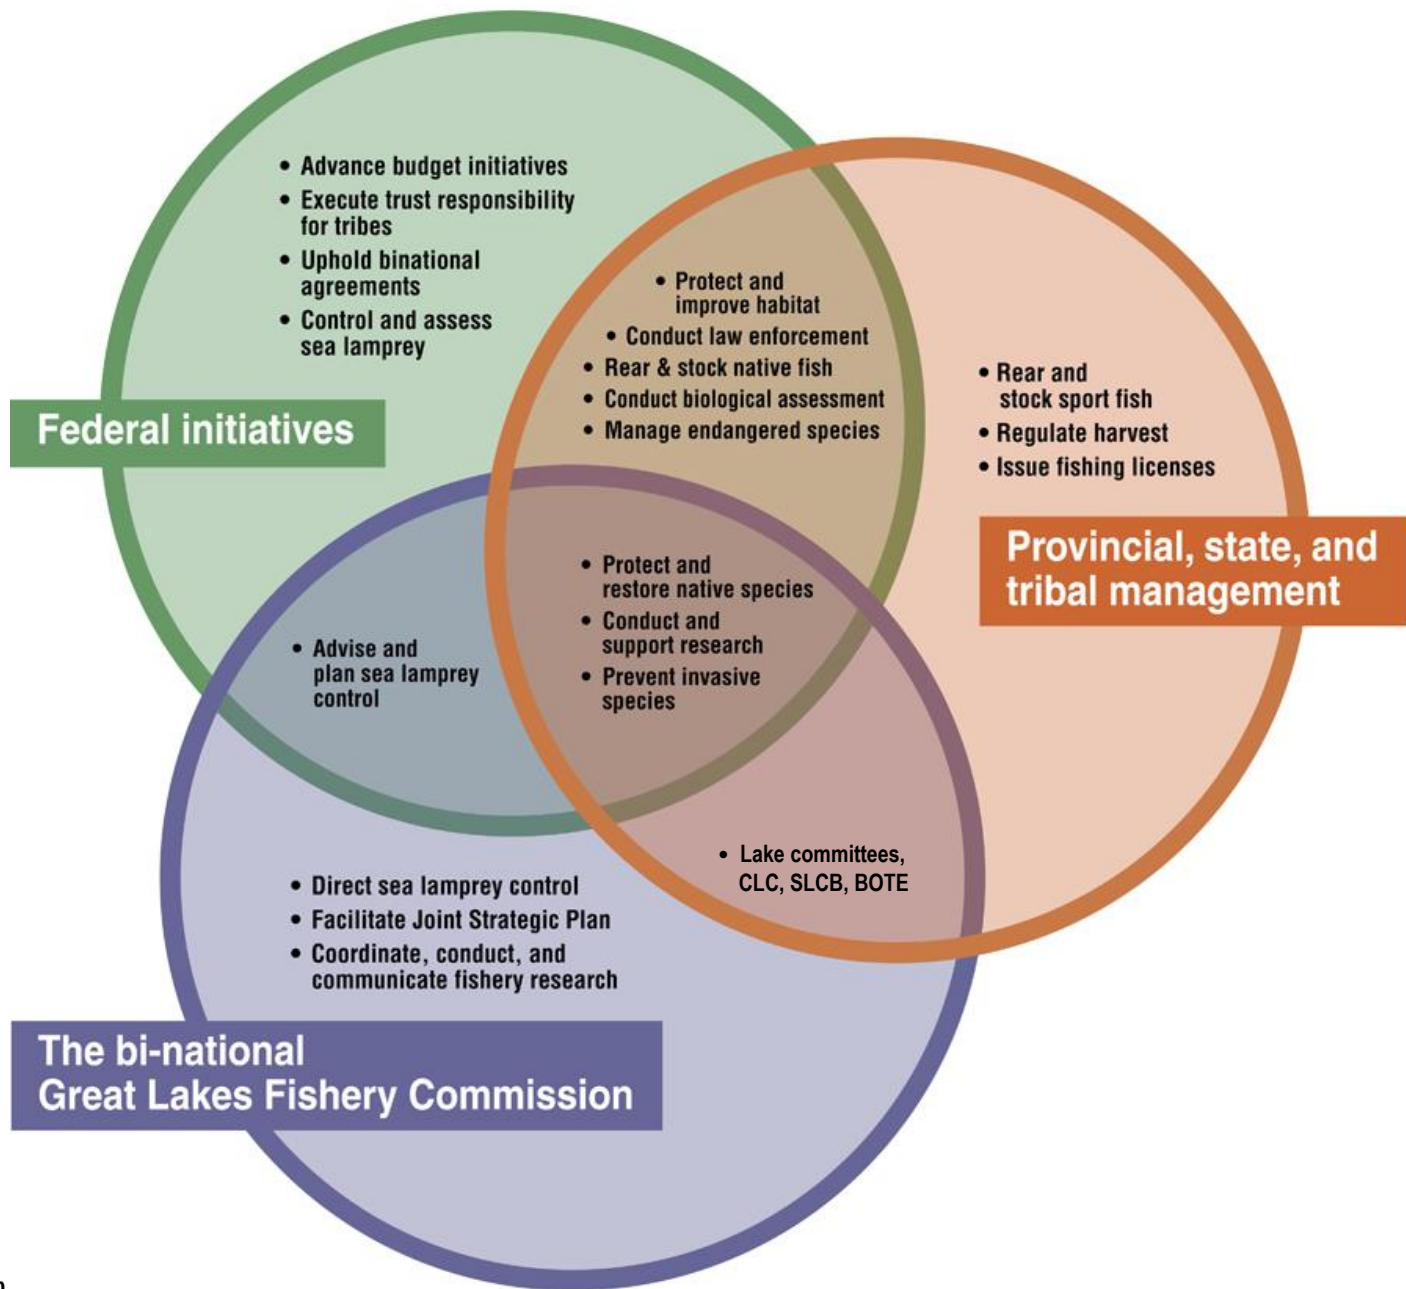 • Advance budget initiatives
• Execute trust responsibility
for tribes
• Uphold binational
agreements
• Control and assess
sea lamprey
Federal initiatives
• Protect and
improve habitat
• Conduct law enforcement
• Rear & stock native fish
• Conduct biological assessment
• Manage endangered species
• Rear and
stock sport fish
• Regulate harvest
• Issue fishing licenses
Provincial, state, and
tribal management
• Protect and
restore native species
• Conduct and
support research
• Prevent invasive
species
• Advise and
plan sea lamprey
control
• Lake committees,
CLC, SLCB, BOTE
• Direct sea lamprey control
• Facilitate Joint Strategic Plan
• Coordinate, conduct, and
communicate fishery research
The bi-national
Great Lakes Fishery Commission